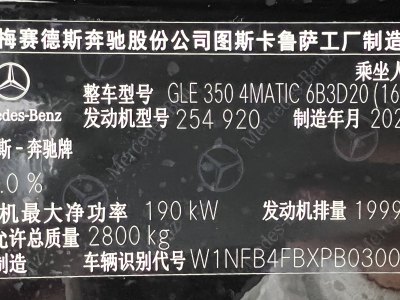 梅赛德斯奔驰股份公司图斯卡鲁萨工厂制造
乘坐人
整车型号 GLE 350 4MATIC 6B3D20 (16
des-Benz 发动机型号 254 920 制造年月 202
斯-奔驰牌
.0 %
机最大净功率 190 kW 发动机排量 1999
允许总质量 2800 kg
制造 车辆识别代号 W1NFB4FBXPB0300